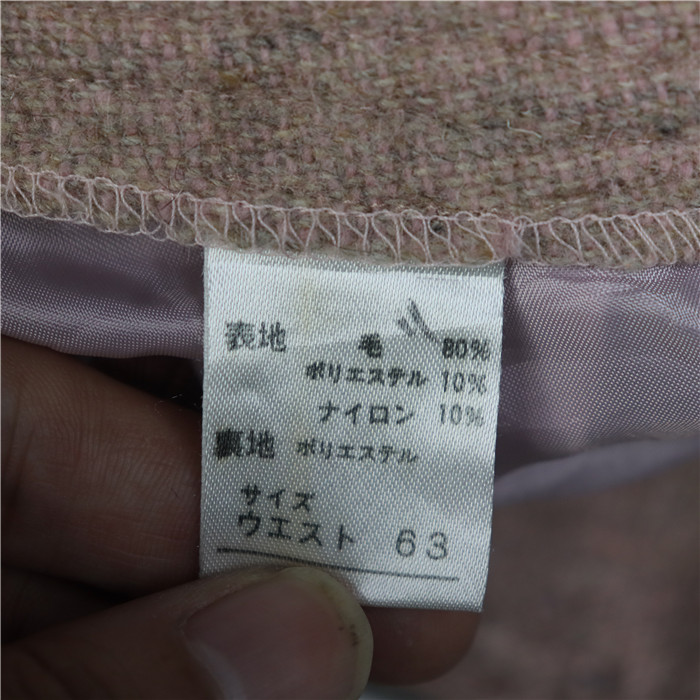 表地 毛 80%
ポリエステル 10%
ナイロン 10%
裏地 ポリエステル
サイズ
ウエスト 63